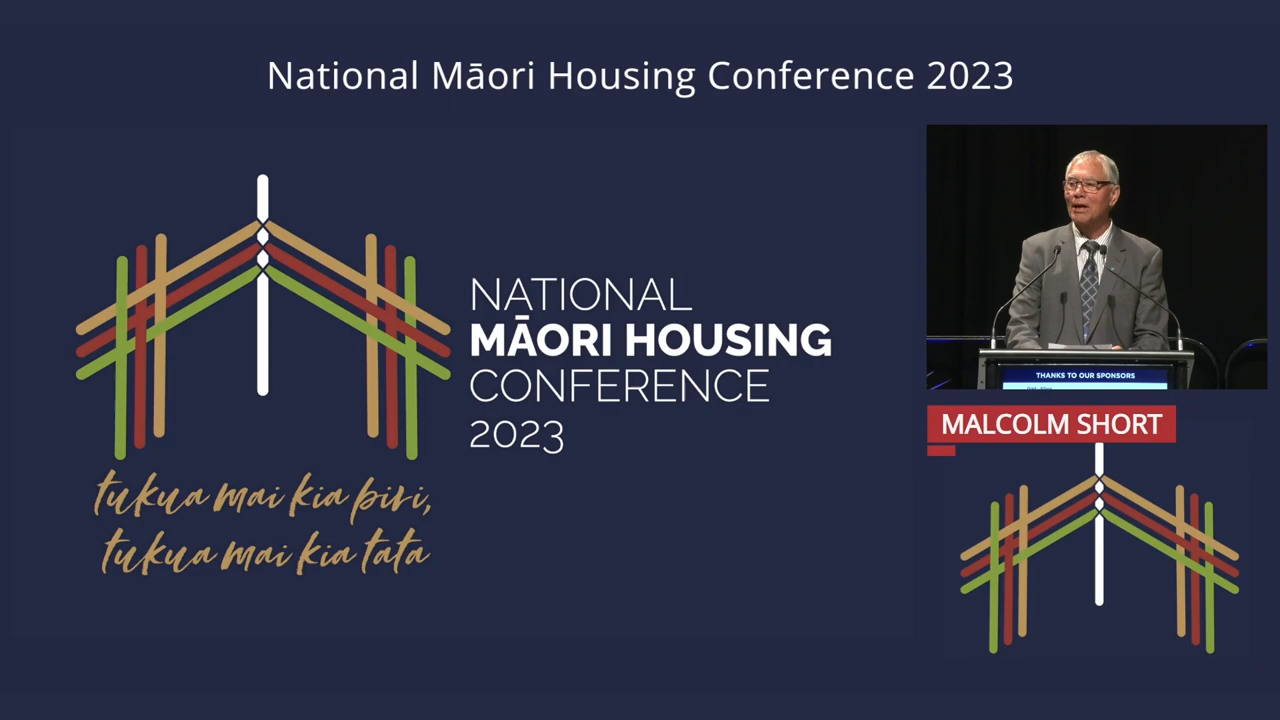 National Māori Housing Conference 2023
NATIONAL
MĀORI HOUSING
CONFERENCE
2023
tukua mai kia piri,
tukua mai kia tata
THANKS TO OUR SPONSORS
MALCOLM SHORT